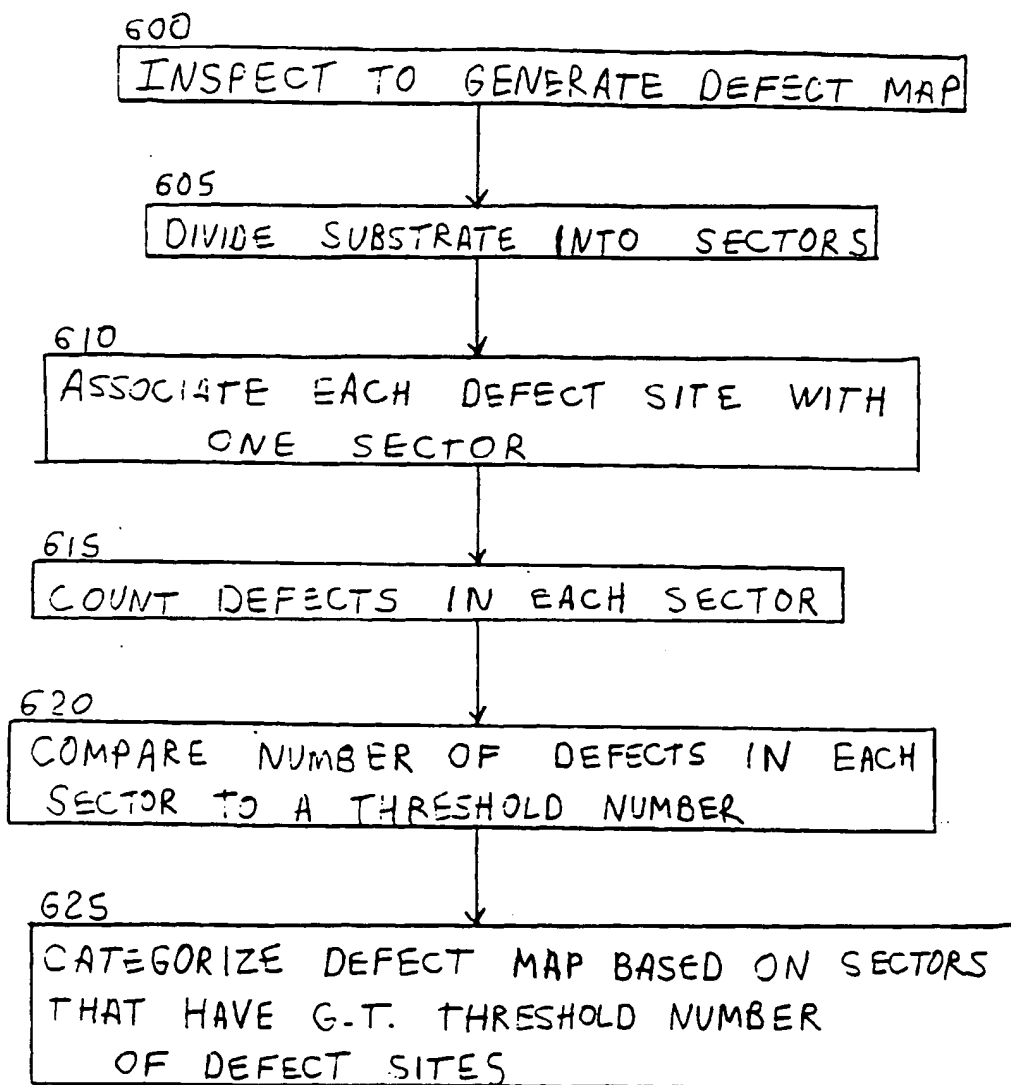 600
INSPECT TO GENERATE DEFECT MAP
605
DIVIDE SUBSTRATE INTO SECTORS
610
ASSOCIATE EACH DEFECT SITE WITH
ONE SECTOR
615
COUNT DEFECTS IN EACH SECTOR
620
COMPARE NUMBER OF DEFECTS IN EACH
SECTOR TO A THRESHOLD NUMBER
625
CATEGORIZE DEFECT MAP BASED ON SECTORS
THAT HAVE G.T. THRESHOLD NUMBER
OF DEFECT SITES